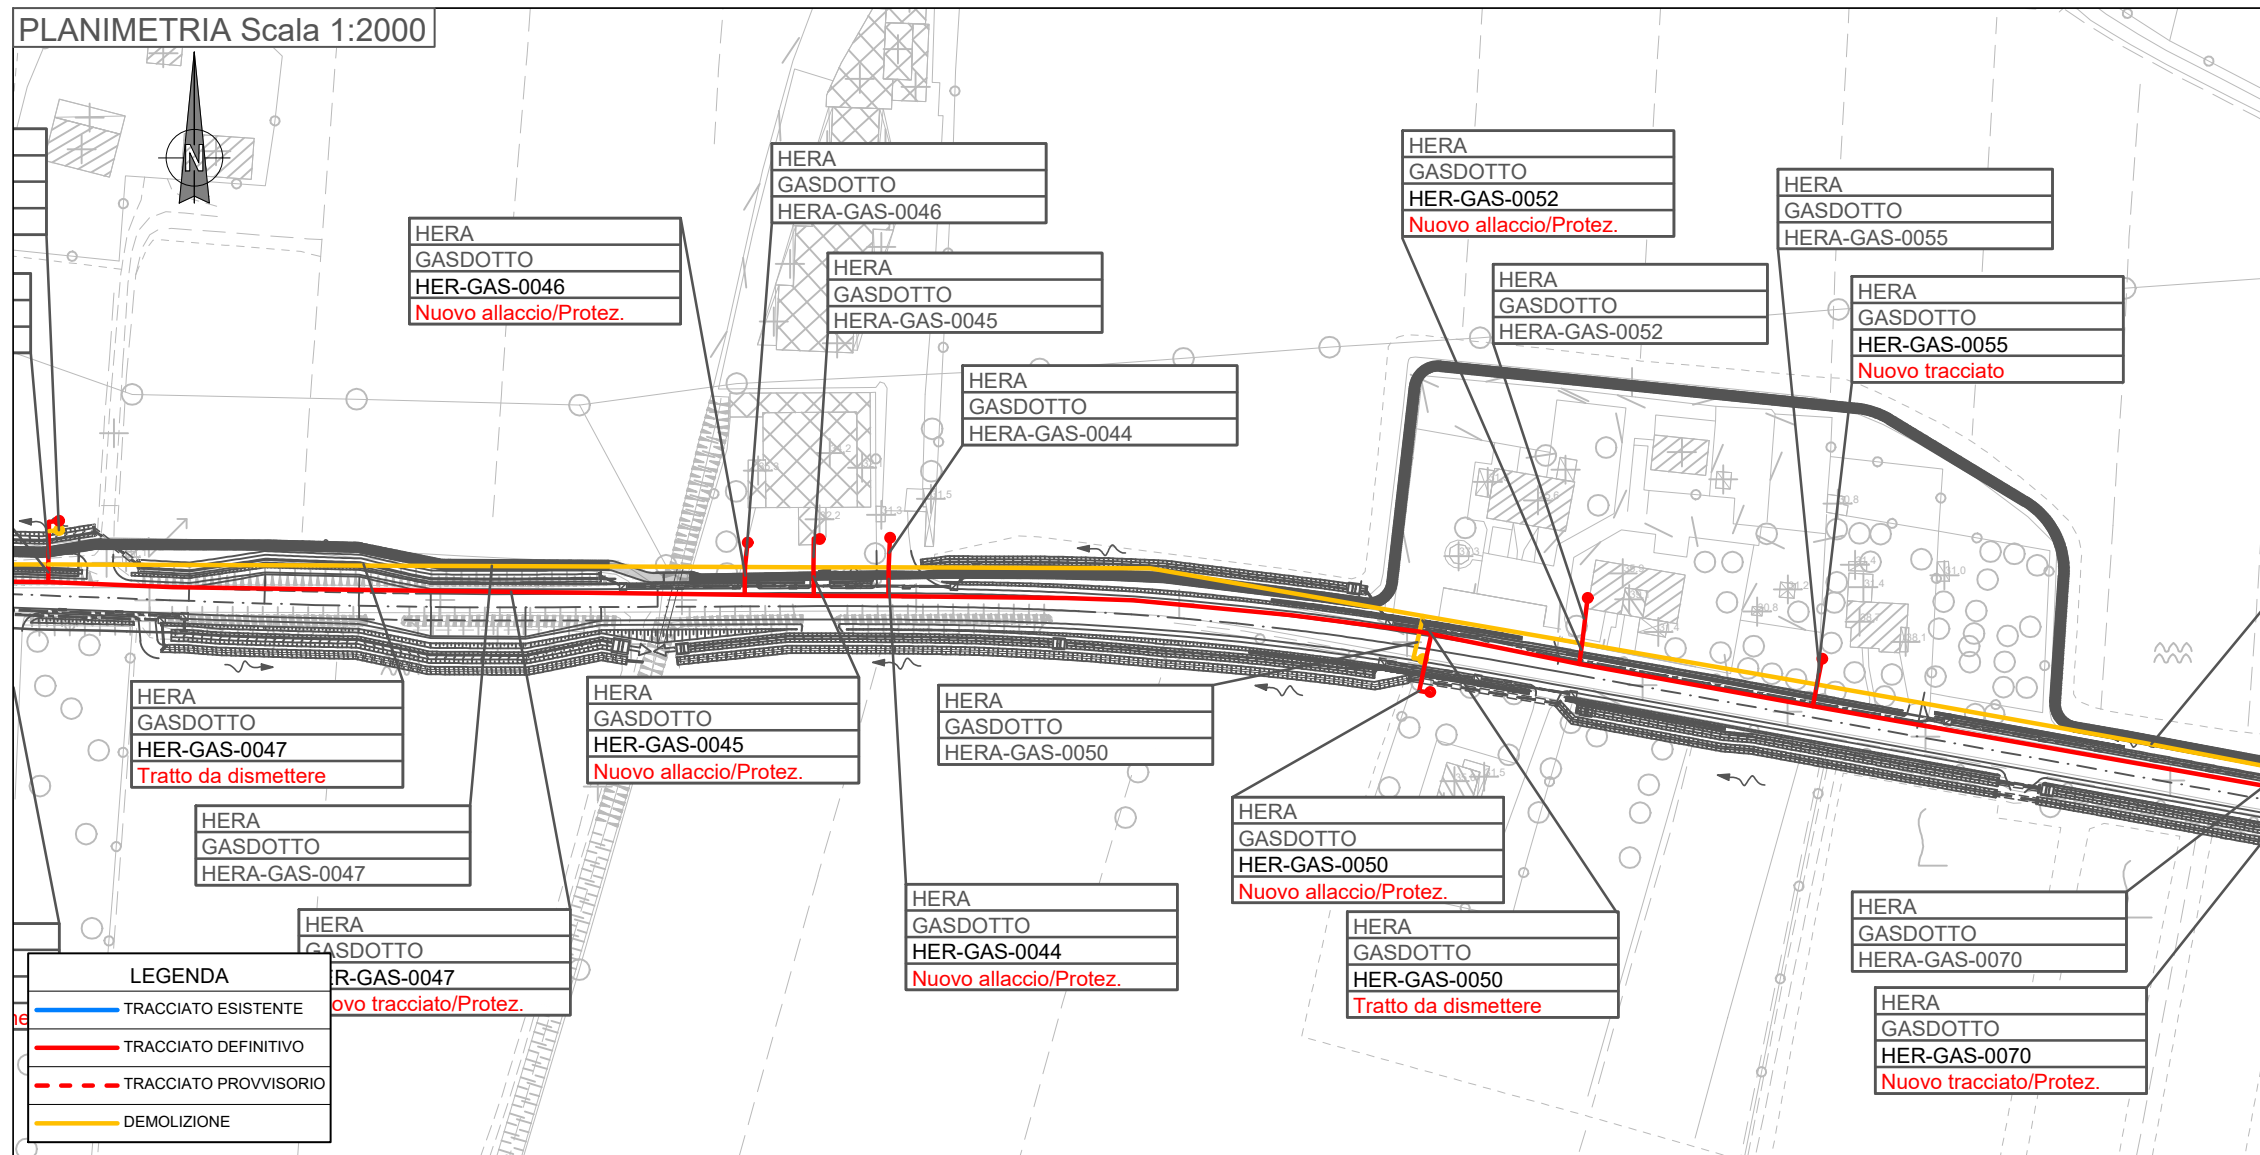 PLANIMETRIA Scala 1:2000
N
HERA
GASDOTTO
HERA-GAS-0046
HERA
GASDOTTO
HER-GAS-0052
Nuovo allaccio/Protez.
HERA
GASDOTTO
HERA-GAS-0055
HERA
GASDOTTO
HER-GAS-0046
Nuovo allaccio/Protez.
HERA
GASDOTTO
HERA-GAS-0045
HERA
GASDOTTO
HERA-GAS-0052
HERA
GASDOTTO
HER-GAS-0055
Nuovo tracciato
HERA
GASDOTTO
HERA-GAS-0044
HERA
GASDOTTO
HER-GAS-0047
Tratto da dismettere
HERA
GASDOTTO
HER-GAS-0045
Nuovo allaccio/Protez.
HERA
GASDOTTO
HERA-GAS-0050
HERA
GASDOTTO
HERA-GAS-0047
HERA
GASDOTTO
HER-GAS-0050
Nuovo allaccio/Protez.
HERA
GASDOTTO
HER-GAS-0044
Nuovo allaccio/Protez.
HERA
GASDOTTO
HERA-GAS-0070
HERA
GASDOTTO
ER-GAS-0047
ovo tracciato/Protez.
HERA
GASDOTTO
HER-GAS-0050
Tratto da dismettere
HERA
GASDOTTO
HER-GAS-0070
Nuovo tracciato/Protez.
LEGENDA
TRACCIATO ESISTENTE
TRACCIATO DEFINITIVO
TRACCIATO PROVVISORIO
DEMOLIZIONE